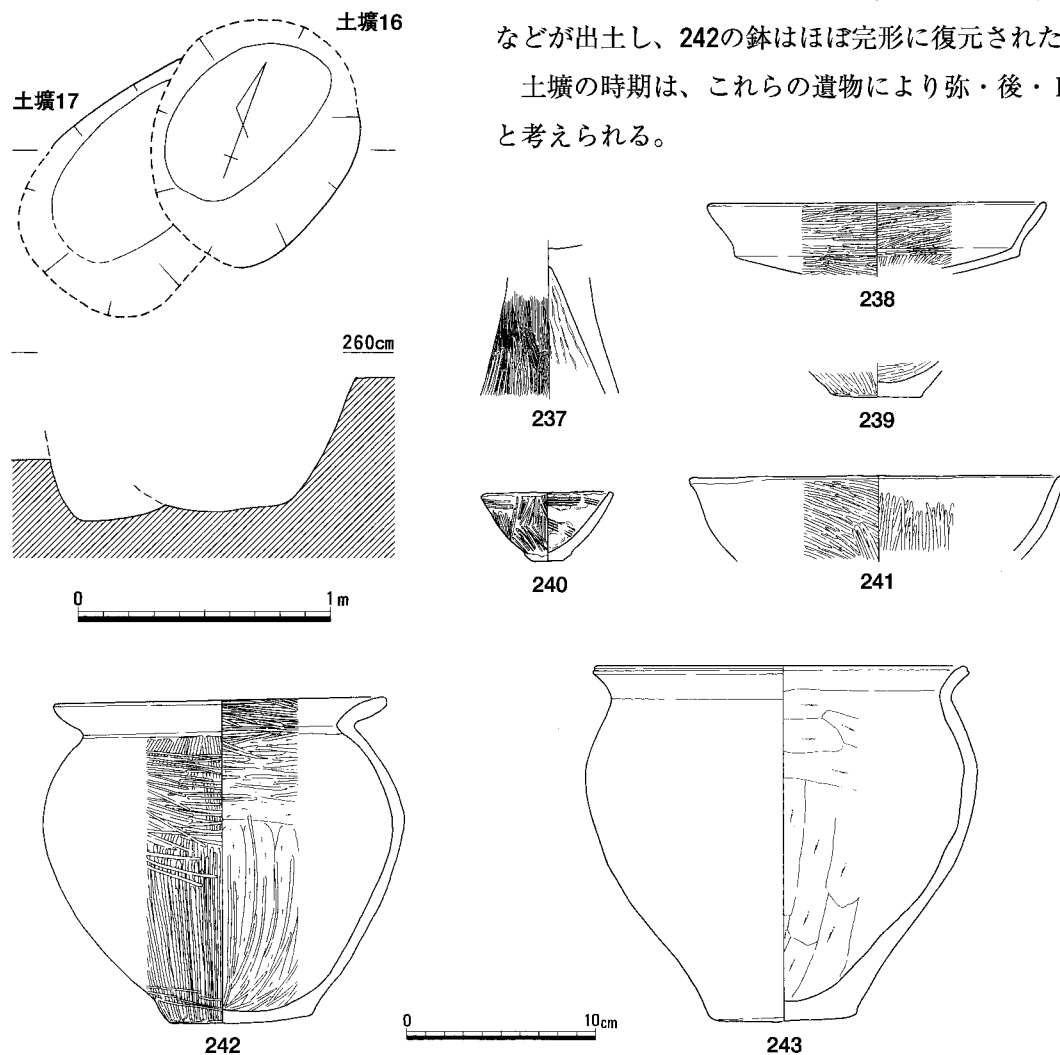 などが出土し、242の鉢はほぼ完形に復元された
土壙の時期は、これらの遺物により弥・後・
と考えられる。
土壙16
土壙17
260cm
0 1m
237
238
239
240
241
242
0 10cm
243